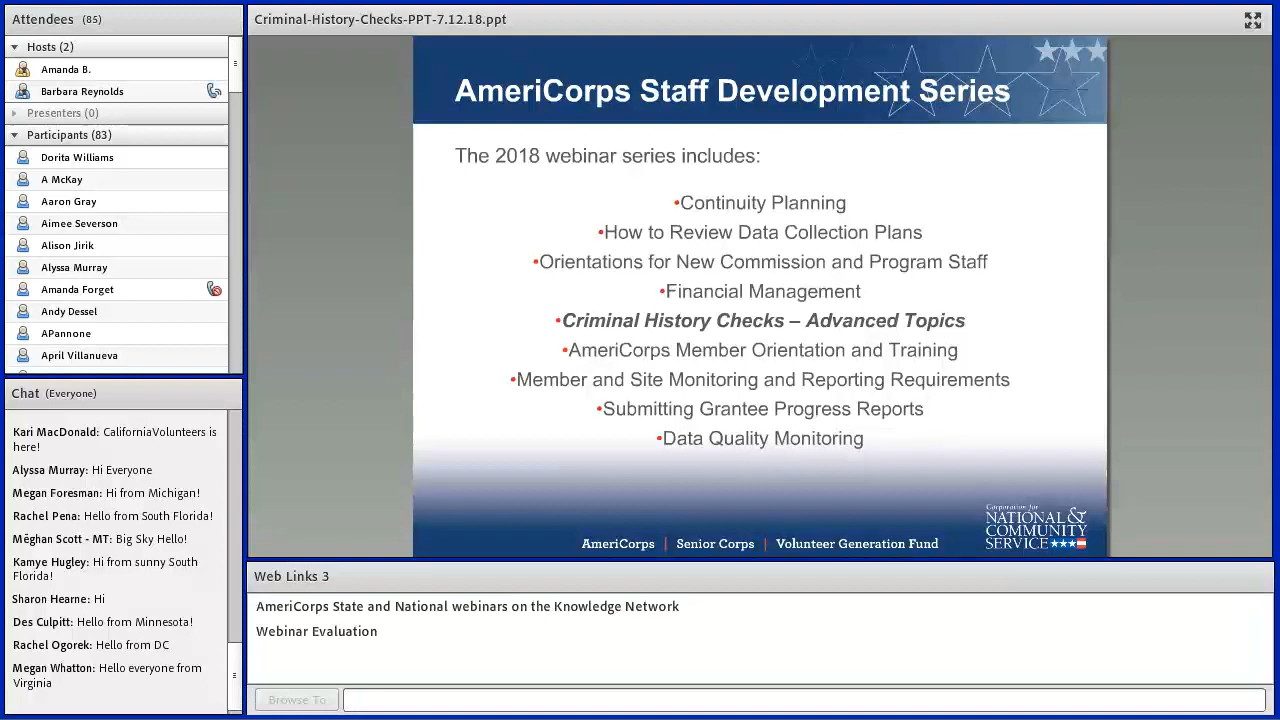 Attendees (85)
Hosts (2)
Amanda B.
Barbara Reynolds
Presenters (0)
Participants (83)
Dorita Williams
A McKay
Aaron Gray
Aimee Severson
Alison Jirik
Alyssa Murray
Amanda Forget
Andy Dessel
APannone
April Villanueva
Chat (Everyone)
Kari MacDonald: CaliforniaVolunteers is
here!
Alyssa Murray: Hi Everyone
Megan Foresman: Hi from Michigan!
Rachel Pena: Hello from South Florida!
Mēghan Scott - MT: Big Sky Hello!
Kamye Hugley: Hi from sunny South
Florida!
Sharon Hearne: Hi
Des Culpitt: Hello from Minnesota!
Rachel Ogorek: Hello from DC
Megan Whatton: Hello everyone from
Virginia
Criminal-History-Checks-PPT-7.12.18.ppt
AmeriCorps Staff Development Series
The 2018 webinar series includes:
•Continuity Planning
•How to Review Data Collection Plans
•Orientations for New Commission and Program Staff
•Financial Management
•Criminal History Checks – Advanced Topics
•AmeriCorps Member Orientation and Training
•Member and Site Monitoring and Reporting Requirements
•Submitting Grantee Progress Reports
•Data Quality Monitoring
AmeriCorps | Senior Corps | Volunteer Generation Fund
Corporation for
NATIONAL &
COMMUNITY
SERVICE
Web Links 3
AmeriCorps State and National webinars on the Knowledge Network
Webinar Evaluation
Browse To